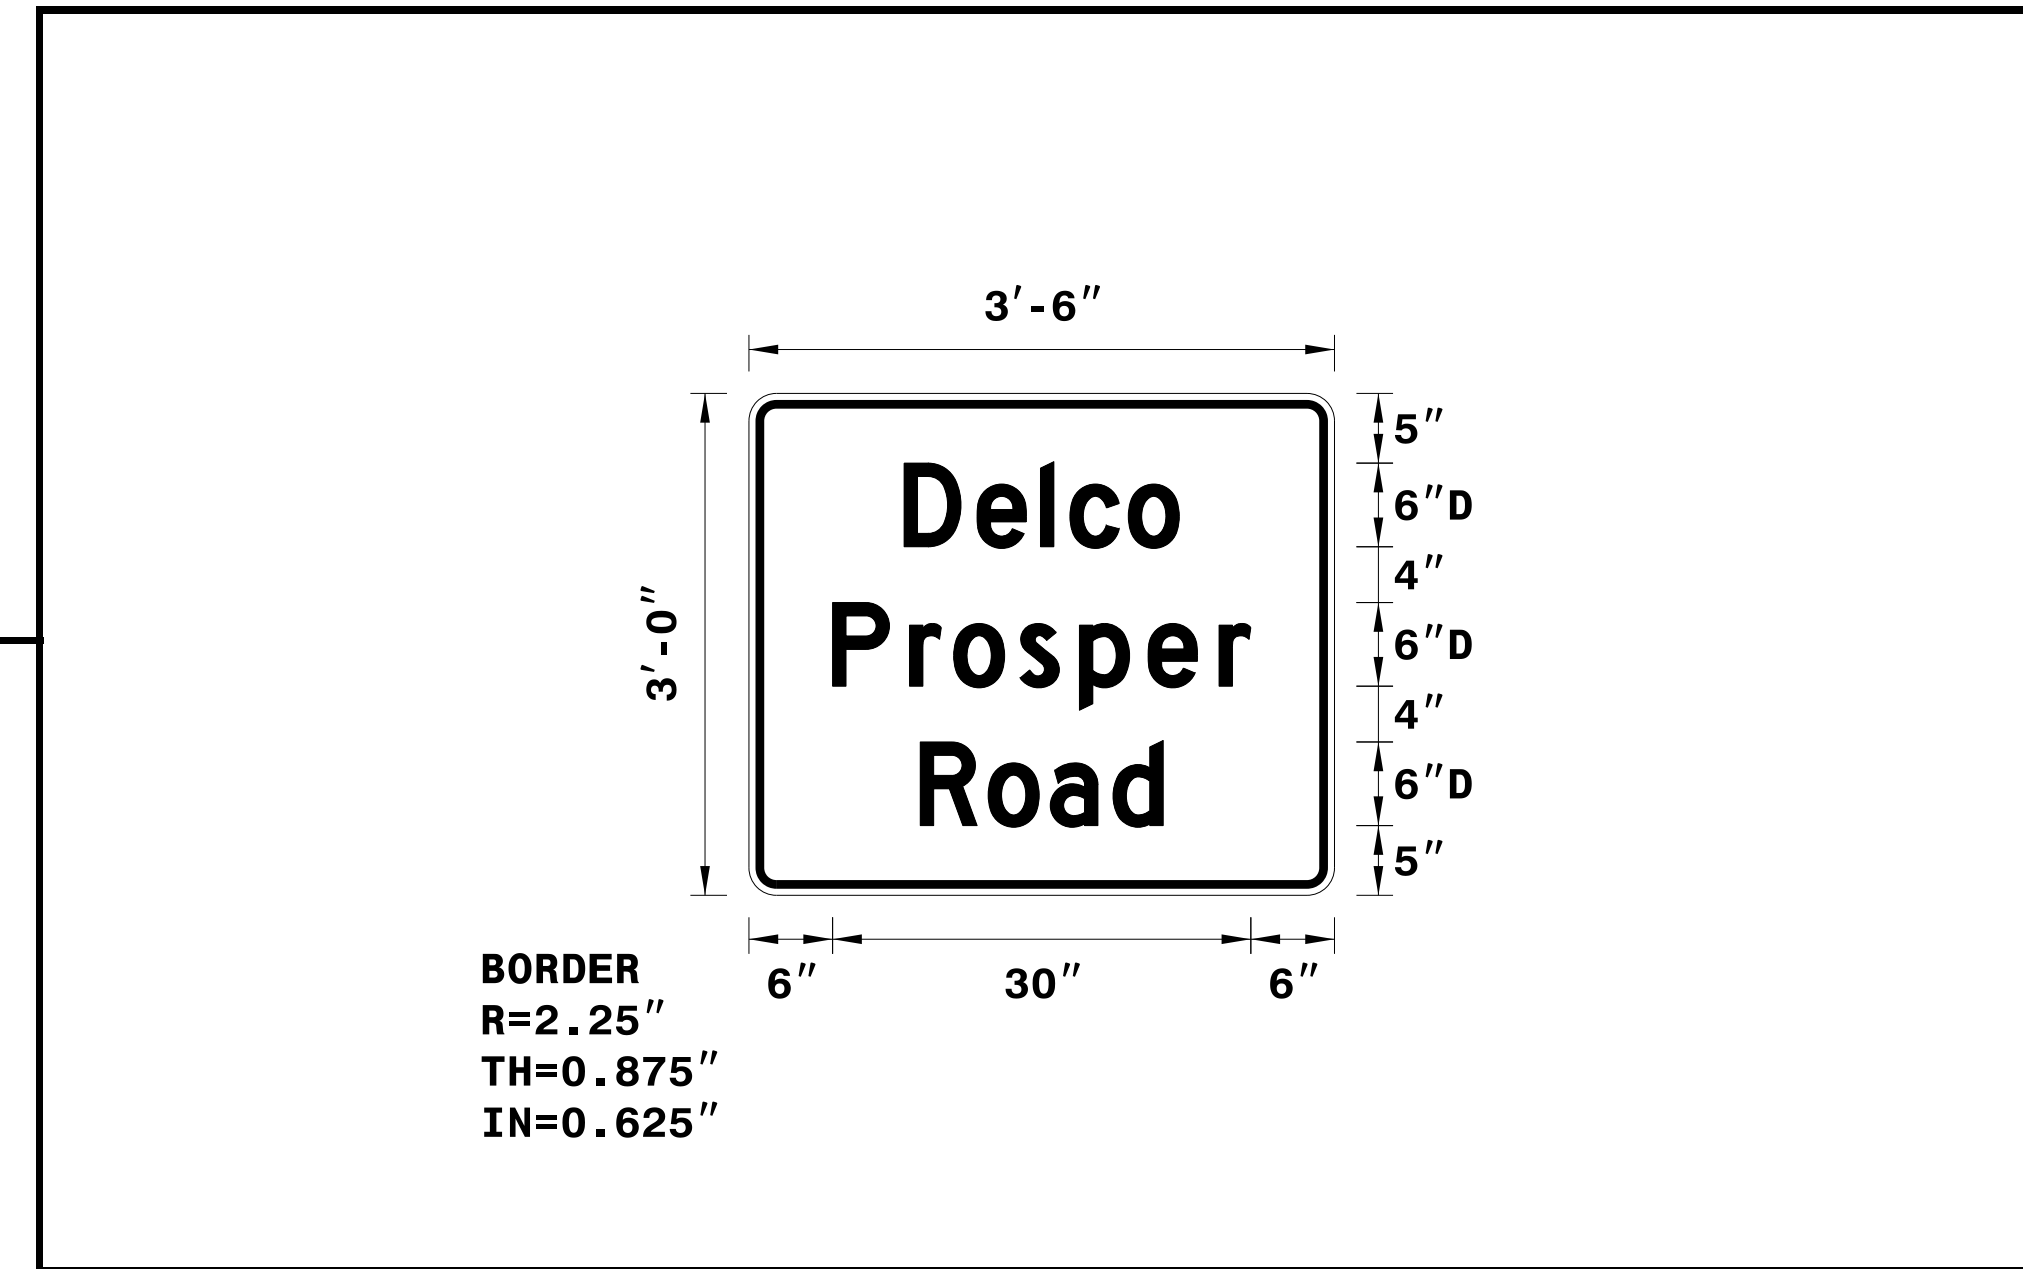 3'-6"
5"
Delco
6"D
4"
3'-0"
Prosper
6"D
4"
Road
6"D
5"
6" 30" 6"
BORDER
R=2.25"
TH=0.875"
IN=0.625"